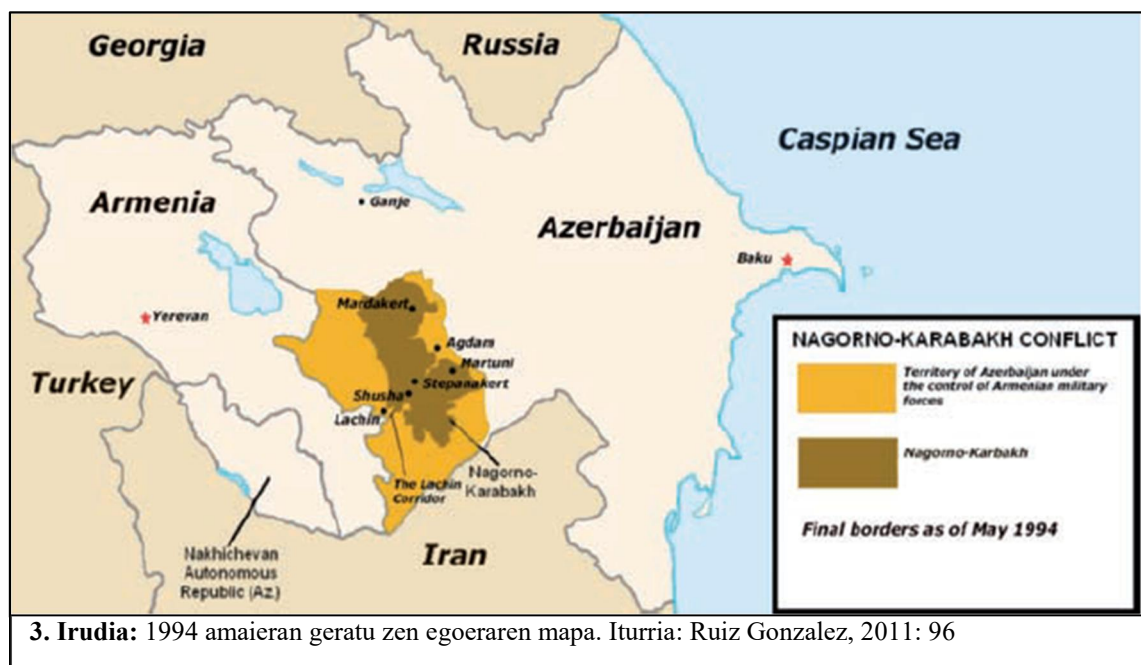 Georgia
Russia
Caspian Sea
Armenia
Ganje
Azerbaijan
Baku
Mardakert
Yerevan
Agdam
Martuni
Turkey
Stepanakert
Shusha
Lachin
Nagorno-
Karabakh
The Lachin
Corridor
Iran
Nakhichevan
Autonomous
Republic (Az.)
NAGORNO-KARABAKH CONFLICT
Territory of Azerbaijan under
the control of Armenian military
forces
Nagorno-Karbakh
Final borders as of May 1994
3. Irudia: 1994 amaieran geratu zen egoeraren mapa. Iturria: Ruiz Gonzalez, 2011: 96